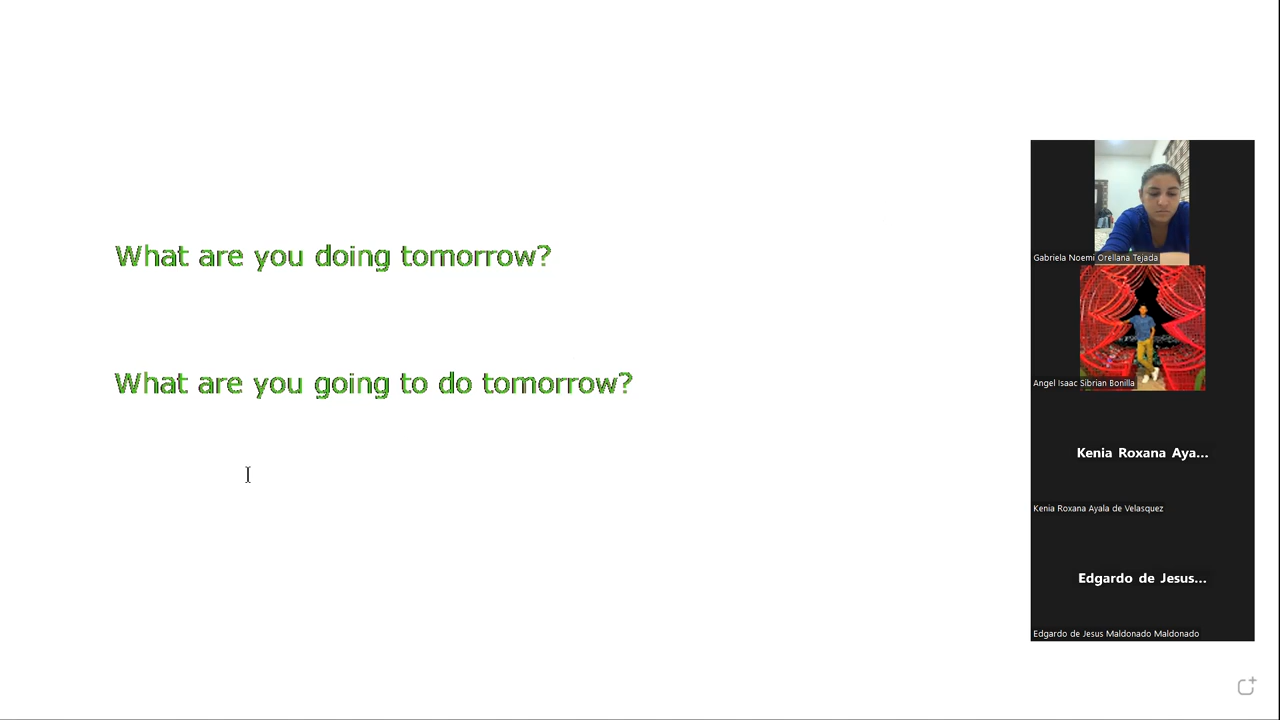 What are you doing tomorrow?
What are you going to do tomorrow?
Gabriela Noemi Orellana Tejada
Angel Isaac Sibrian Bonilla
Kenia Roxana Aya...
Kenia Roxana Ayala de Velasquez
Edgardo de Jesus...
Edgardo de Jesus Maldonado Maldonado